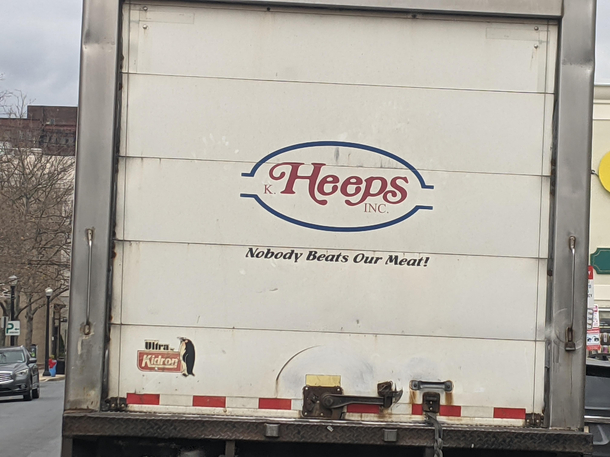 K. Heeps
INC.
Nobody Beats Our Meat!
Ultra
Kidron
P